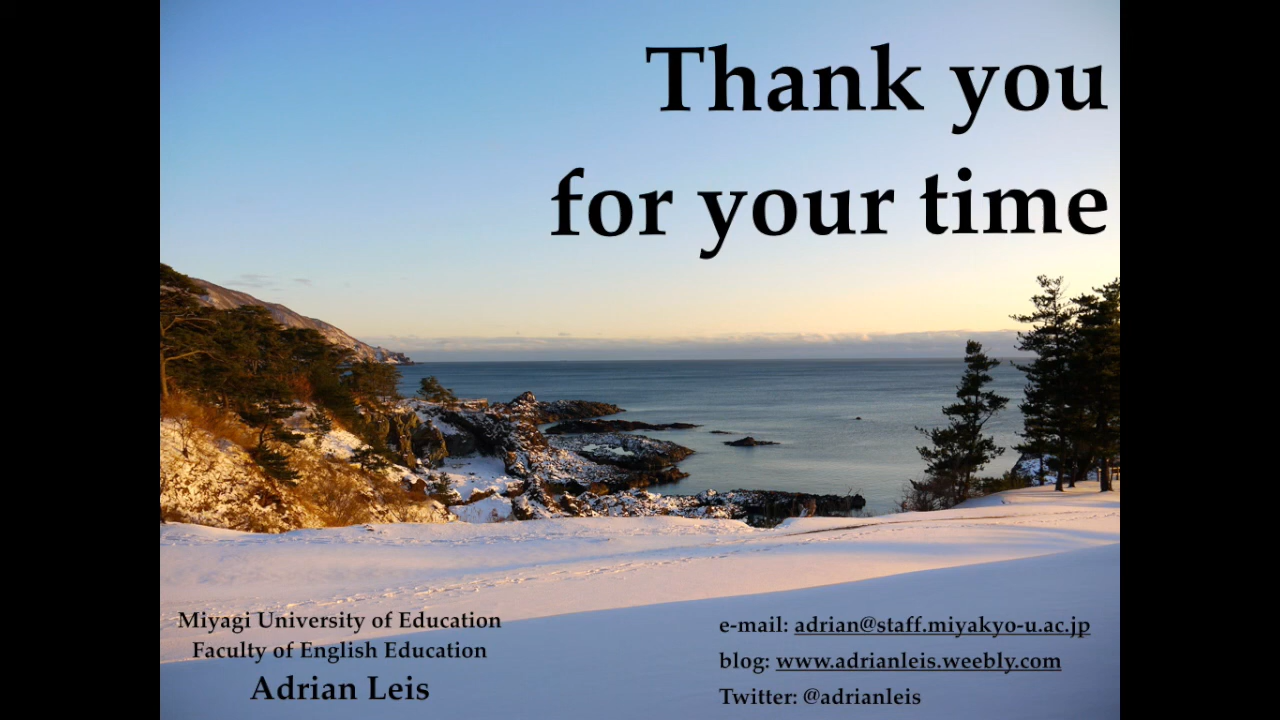 Thank you
for your time
Miyagi University of Education
Faculty of English Education
Adrian Leis
e-mail: adrian@staff.miyakyo-u.ac.jp
blog: www.adrianleis.weebly.com
Twitter: @adrianleis